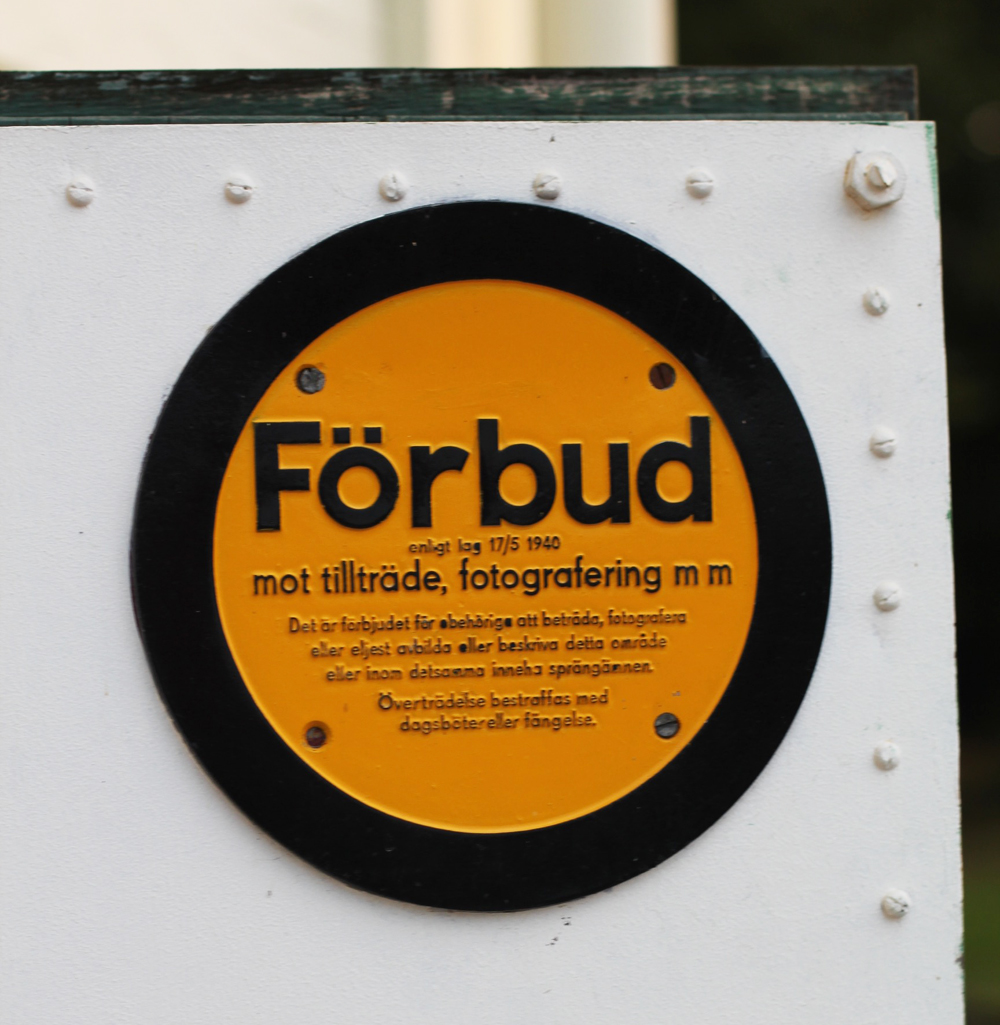 Förbud
enligt lag 17/5 1940
mot tillträde, fotografering m m
Det är förbjudet för obehöriga att beträda, fotografera
eller eljest avbilda eller beskriva detta område
eller inom detsamma inneha sprängämnen.
Överträdelse bestraffas med
dagsböter eller fängelse.